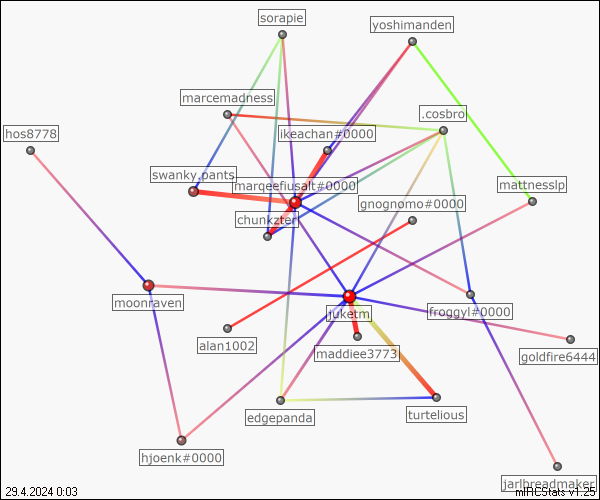 sorapie
yoshimanden
marcemadness
.cosbro
hos8778
ikeachan#0000
swanky.pants
marqeefiusalt#0000
mattnesslp
gnognomo#0000
chunkzter
moonraven
juketm
froggyl#0000
alan1002
maddiee3773
goldfire6444
edgepanda
turtelious
hjoenk#0000
jarlbreadmaker
29.4.2024 0:03
mIRCStats v1.25